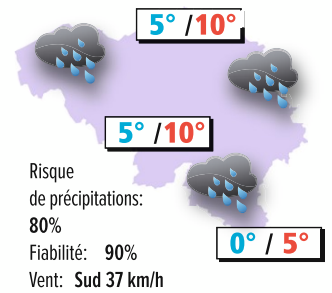 5° /10°
5° /10°
Risque
de précipitations:
80%
Fiabilité: 90%
Vent: Sud 37 km/h
0° / 5°